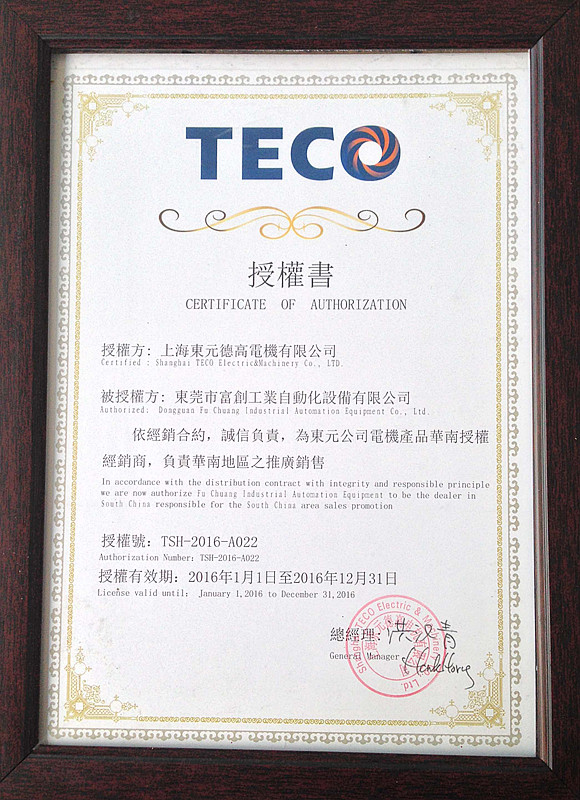 TECO
授權書
CERTIFICATE OF AUTHORIZATION
授權方: 上海東元德高電機有限公司
Certified : Shanghai TECO Electric&Machinery Co., LTD.
被授權方: 東莞市富創工業自動化設備有限公司
Authorized: Dongguan Fu Chuang Industrial Automation Equipment Co., Ltd.
依經銷合約，誠信負責，為東元公司電機產品華南授權
經銷商，負責華南地區之推廣銷售
In accordance with the distribution contract with integrity and responsible principle
we are now authorize Fu Chuang Industrial Automation Equipment to be the dealer in
South China responsible for the South China area sales promotion
授權號: TSH-2016-A022
Authorization Number: TSH-2016-A022
授權有效期: 2016年1月1日至2016年12月31日
License valid until: January 1,2016 to December 31,2016
總經理:
General Manager
Shanghai TECO Electric & Machinery Co., Ltd.